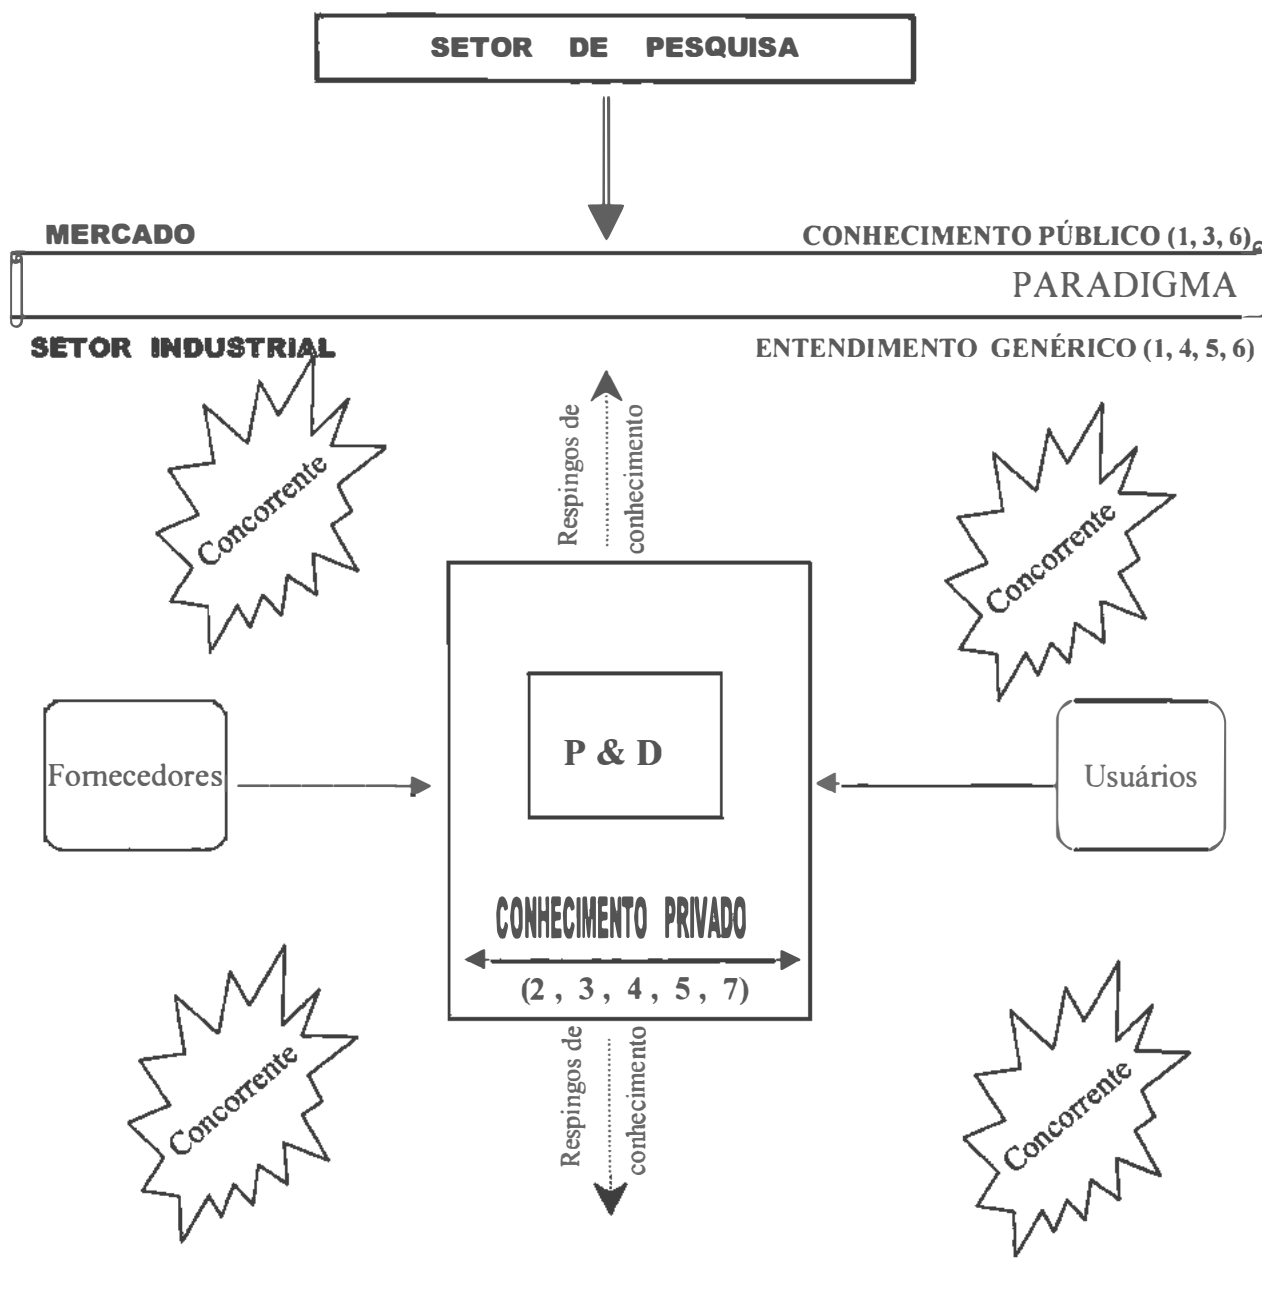 SETOR DE PESQUISA
MERCADO
CONHECIMENTO PÚBLICO (1, 3, 6)
PARADIGMA
SETOR INDUSTRIAL
ENTENDIMENTO GENÉRICO (1, 4, 5, 6)
Respingos de
conhecimento
Concorrente
Concorrente
Fornecedores
P & D
Usuários
CONHECIMENTO PRIVADO
(2 , 3 , 4 , 5 , 7)
Respingos de
conhecimento
Concorrente
Concorrente